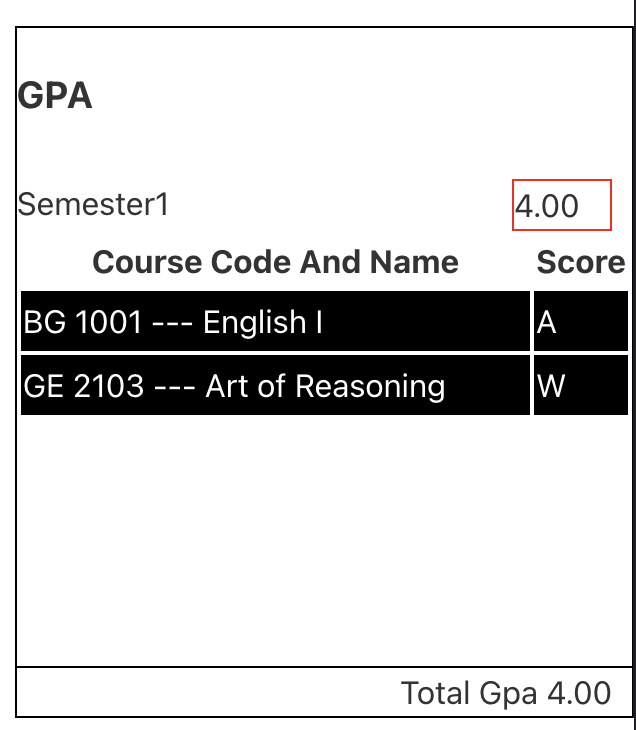 GPA
Semester1 4.00
Course Code And Name Score
BG 1001 --- English I A
GE 2103 --- Art of Reasoning W
Total Gpa 4.00